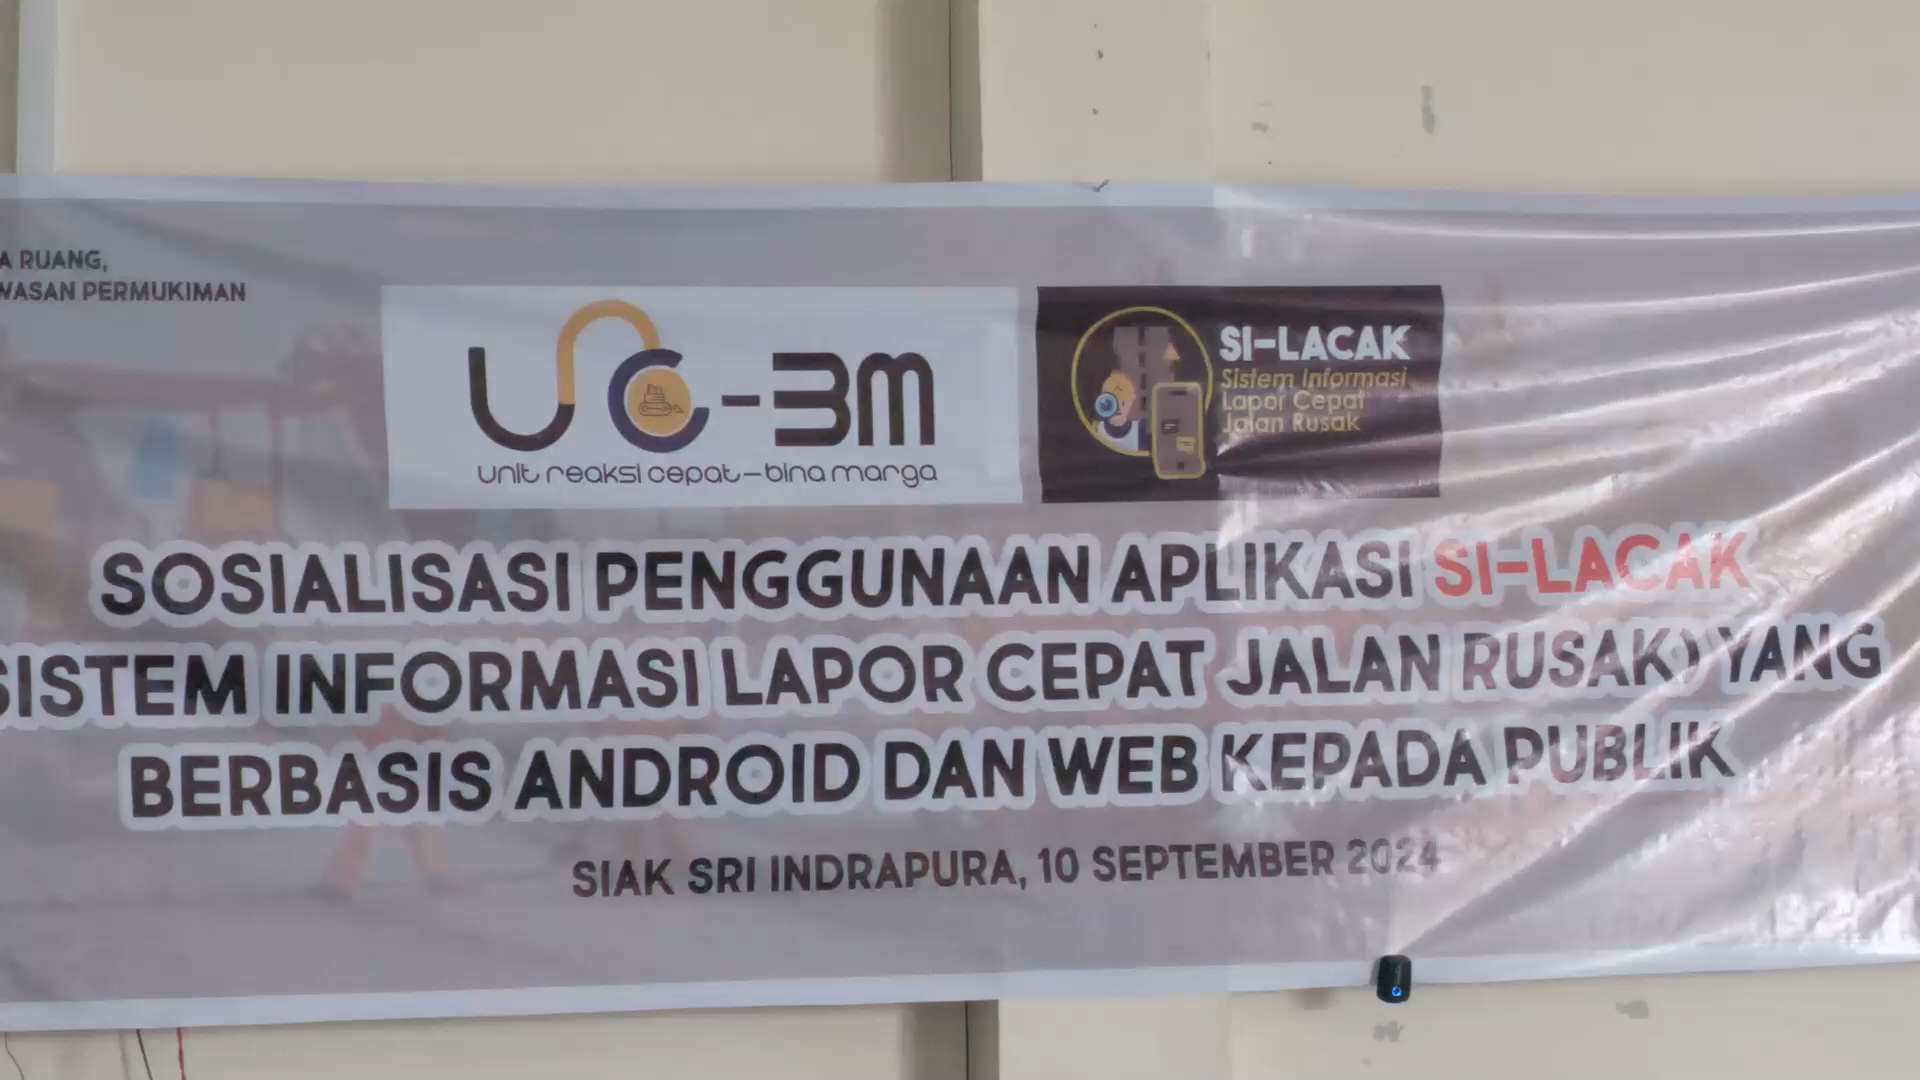 A RUANG,
WASAN PERMUKIMAN
URC-BM
unit reaksi cepat-bina marga
SI-LACAK
Sistem Informasi
Lapor Cepat
Jalan Rusak
SOSIALISASI PENGGUNAAN APLIKASI SI-LACAK
SISTEM INFORMASI LAPOR CEPAT JALAN RUSAK) YANG
BERBASIS ANDROID DAN WEB KEPADA PUBLIK
SIAK SRI INDRAPURA, 10 SEPTEMBER 2024